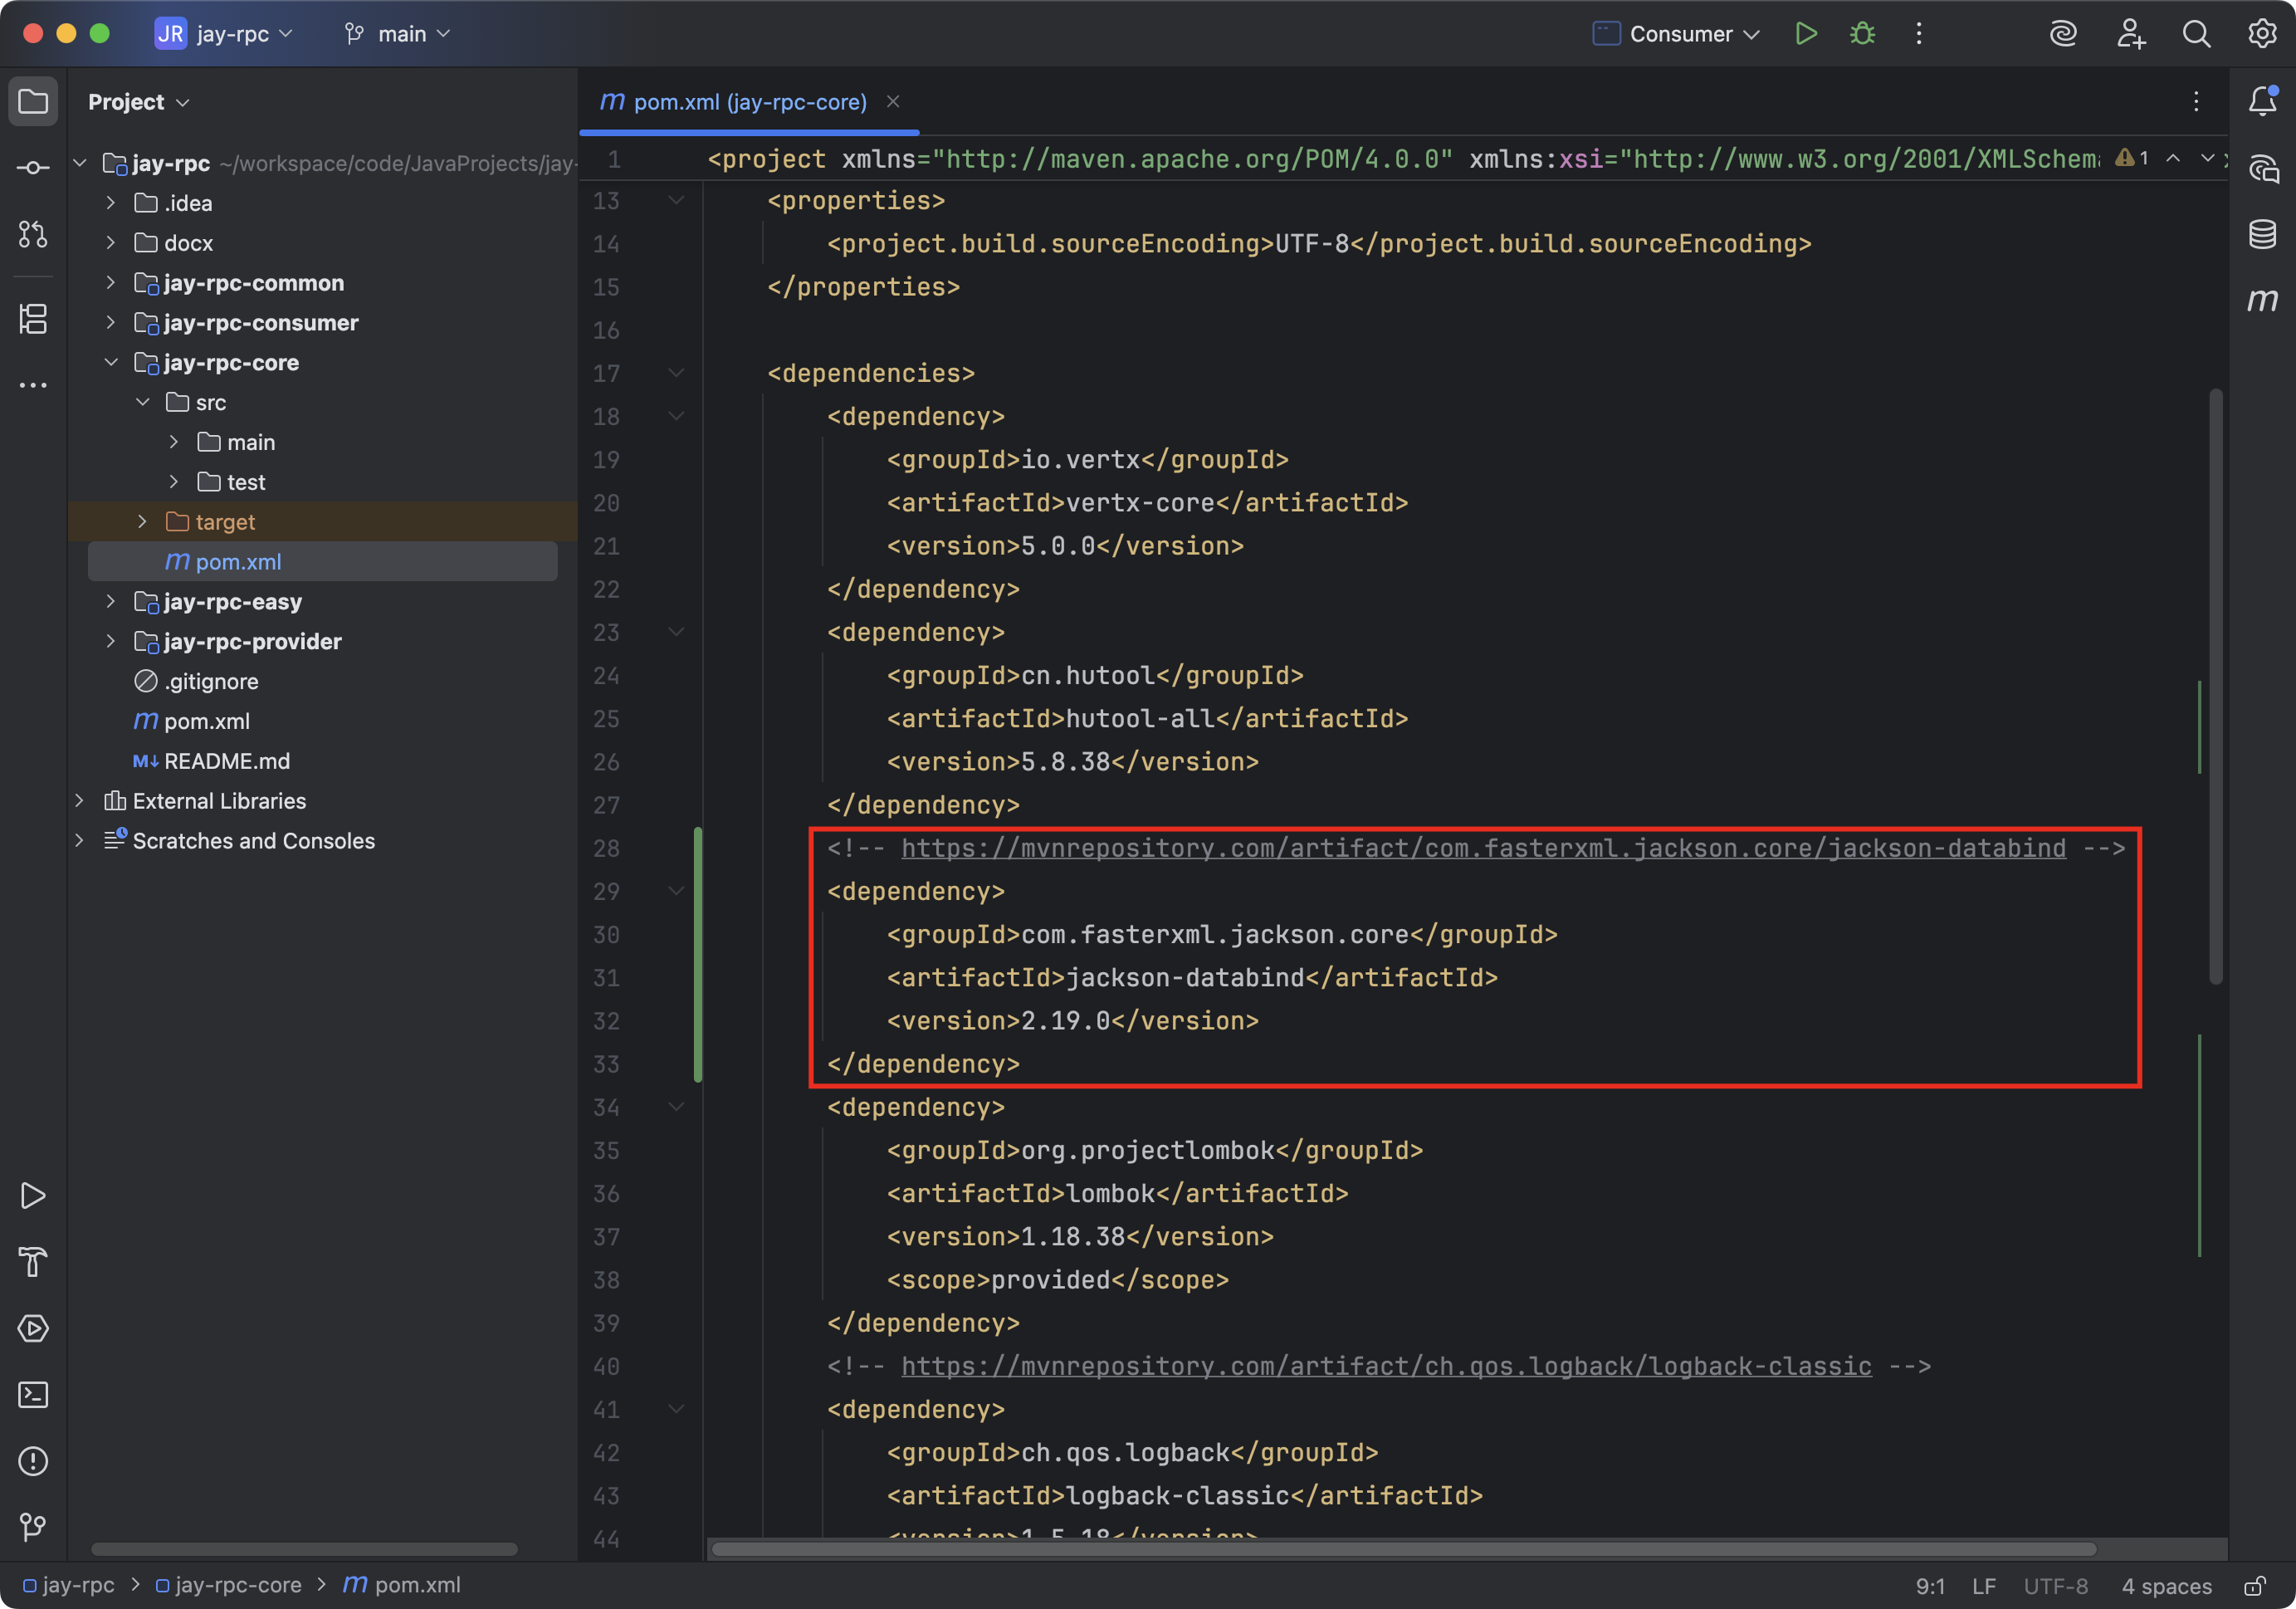 JR jay-rpc main Consumer
Project
pom.xml (jay-rpc-core)
jay-rpc ~/workspace/code/JavaProjects/jay-
.idea
docx
jay-rpc-common
jay-rpc-consumer
jay-rpc-core
src
main
test
target
m pom.xml
jay-rpc-easy
jay-rpc-provider
.gitignore
m pom.xml
M↓ README.md
External Libraries
Scratches and Consoles
1 <project xmlns="http://maven.apache.org/POM/4.0.0" xmlns:xsi="http://www.w3.org/2001/XMLSchema 1
13 <properties>
14 <project.build.sourceEncoding>UTF-8</project.build.sourceEncoding>
15 </properties>
16
17 <dependencies>
18 <dependency>
19 <groupId>io.vertx</groupId>
20 <artifactId>vertx-core</artifactId>
21 <version>5.0.0</version>
22 </dependency>
23 <dependency>
24 <groupId>cn.hutool</groupId>
25 <artifactId>hutool-all</artifactId>
26 <version>5.8.38</version>
27 </dependency>
28 <!-- https://mvnrepository.com/artifact/com.fasterxml.jackson.core/jackson-databind -->
29 <dependency>
30 <groupId>com.fasterxml.jackson.core</groupId>
31 <artifactId>jackson-databind</artifactId>
32 <version>2.19.0</version>
33 </dependency>
34 <dependency>
35 <groupId>org.projectlombok</groupId>
36 <artifactId>lombok</artifactId>
37 <version>1.18.38</version>
38 <scope>provided</scope>
39 </dependency>
40 <!-- https://mvnrepository.com/artifact/ch.qos.logback/logback-classic -->
41 <dependency>
42 <groupId>ch.qos.logback</groupId>
43 <artifactId>logback-classic</artifactId>
44 <version>1.5.18</version>
jay-rpc > jay-rpc-core > m pom.xml
9:1 LF UTF-8 4 spaces